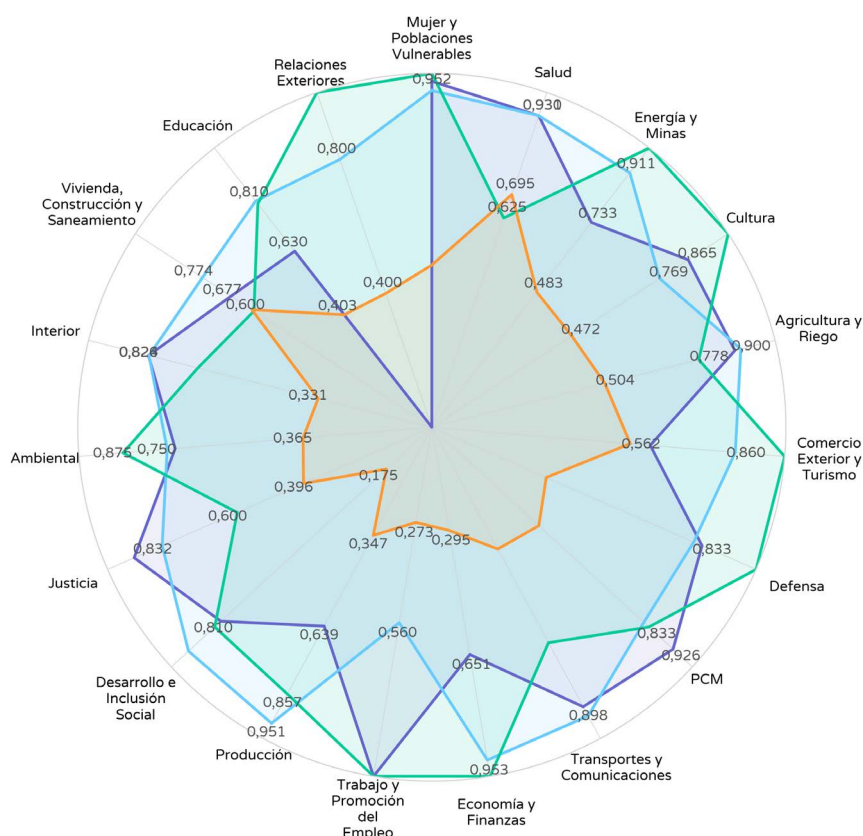 Mujer y
Poblaciones
Vulnerables
0,952
Salud
0,931
Relaciones
Exteriores
Energía y
Minas
0,911
Educación
0,800
0,695
0,733
0,625
Vivienda,
Construcción y
Saneamiento
0,810
Cultura
0,865
0,630
0,769
0,774
0,677
0,600
0,400
0,403
0,483
Interior
0,472
Agricultura y
Riego
0,900
0,778
0,504
0,331
Ambiental
0,875
0,750
0,365
0,562
0,860
Comercio
Exterior y
Turismo
0,396
0,175
Justicia
0,832
0,600
0,833
Defensa
0,347
0,273
0,295
0,810
0,639
0,560
0,651
0,833
0,926
PCM
Desarrollo e
Inclusión
Social
0,857
0,951
Producción
0,898
Transportes y
Comunicaciones
0,953
Economía y
Finanzas
Trabajo y
Promoción
del
Empleo